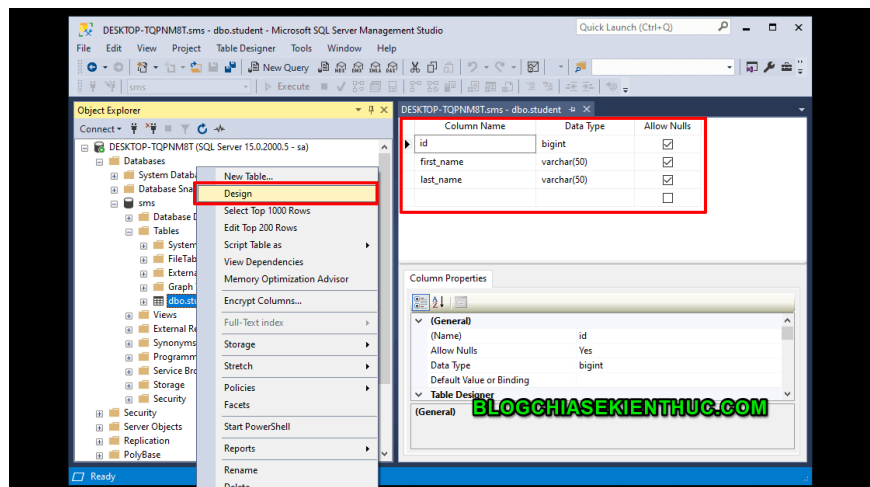 DESKTOP-TQPNM8T.sms - dbo.student - Microsoft SQL Server Management Studio
Quick Launch (Ctrl+Q)
File Edit View Project Table Designer Tools Window Help
New Query
sms
Execute
Object Explorer
DESKTOP-TQPNM8T.sms - dbo.student
Connect
DESKTOP-TQPNM8T (SQL Server 15.0.2000.5 - sa)
Databases
System Datab
Database Sna
sms
Database D
Tables
System
FileTab
Externa
Graph
dbo.stu
Views
External Re
Synonyms
Programm
Service Bro
Storage
Security
Security
Server Objects
Replication
PolyBase
New Table...
Design
Select Top 1000 Rows
Edit Top 200 Rows
Script Table as
View Dependencies
Memory Optimization Advisor
Encrypt Columns...
Full-Text index
Storage
Stretch
Policies
Facets
Start PowerShell
Reports
Rename
Delete
Column Name Data Type Allow Nulls
id bigint
first_name varchar(50)
last_name varchar(50)
Column Properties
(General)
(Name) id
Allow Nulls Yes
Data Type bigint
Default Value or Binding
Table Designer
(General)
BLOGCHIASEKIENTHUC.COM
Ready